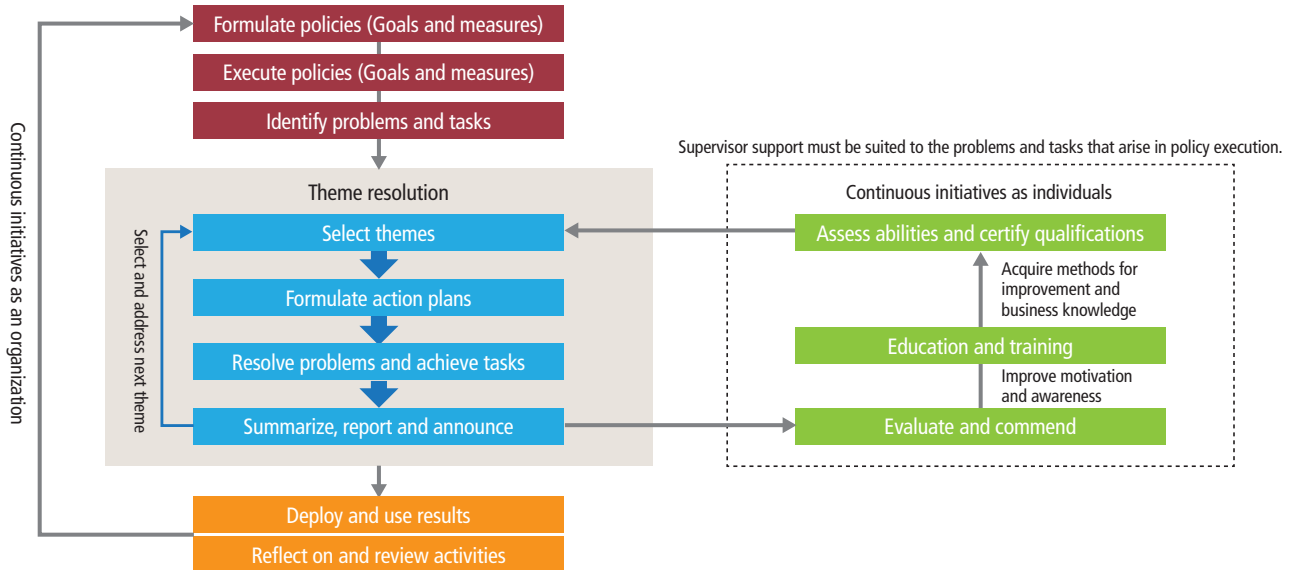 Formulate policies (Goals and measures)
Execute policies (Goals and measures)
Identify problems and tasks
Continuous initiatives as an organization
Theme resolution
Select and address next theme
Select themes
Formulate action plans
Resolve problems and achieve tasks
Summarize, report and announce
Supervisor support must be suited to the problems and tasks that arise in policy execution.
Continuous initiatives as individuals
Assess abilities and certify qualifications
Acquire methods for
improvement and
business knowledge
Education and training
Improve motivation
and awareness
Evaluate and commend
Deploy and use results
Reflect on and review activities